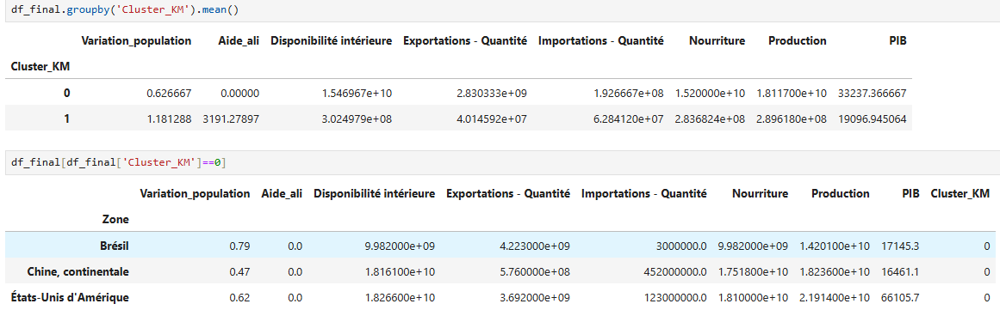 df_final.groupby('Cluster_KM').mean()
Variation_population Aide_ali Disponibilité intérieure Exportations - Quantité Importations - Quantité Nourriture Production PIB
Cluster_KM
0 0.626667 0.00000 1.546967e+10 2.830333e+09 1.926667e+08 1.520000e+10 1.811700e+10 33237.366667
1 1.181288 3191.27897 3.024979e+08 4.014592e+07 6.284120e+07 2.836824e+08 2.896180e+08 19096.945064
df_final[df_final['Cluster_KM']==0]
Variation_population Aide_ali Disponibilité intérieure Exportations - Quantité Importations - Quantité Nourriture Production PIB Cluster_KM
Zone
Brésil 0.79 0.0 9.982000e+09 4.223000e+09 3000000.0 9.982000e+09 1.420100e+10 17145.3 0
Chine, continentale 0.47 0.0 1.816100e+10 5.760000e+08 452000000.0 1.751800e+10 1.823600e+10 16461.1 0
États-Unis d'Amérique 0.62 0.0 1.826600e+10 3.692000e+09 123000000.0 1.810000e+10 2.191400e+10 66105.7 0